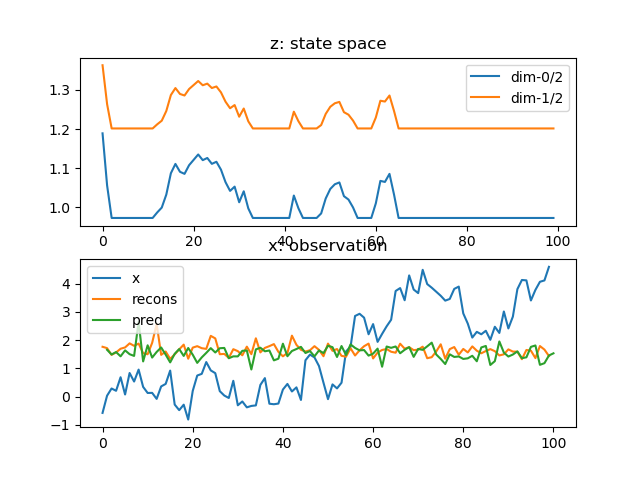 z: state space
dim-0/2
dim-1/2
1.3
1.2
1.1
1.0
0 20 40 60 80 100
x: observation
x
recons
pred
4
3
2
1
0
−1
0 20 40 60 80 100